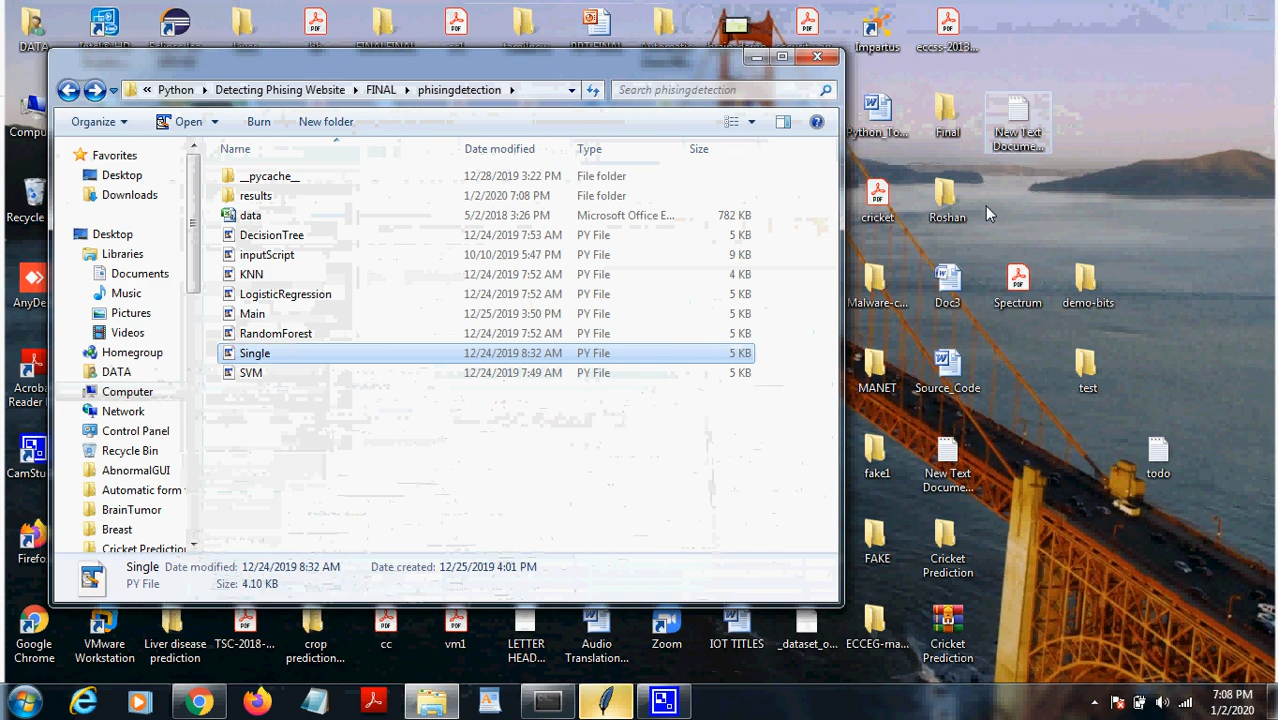 DATA
Impartus
eccss-2013...
Python
Detecting Phising Website
FINAL
phisingdetection
Search phisingdetection
Organize
Open
Burn
New folder
Name
Date modified
Type
Size
Favorites
Desktop
Downloads
Desktop
Libraries
Documents
Music
Pictures
Videos
Homegroup
DATA
Computer
Network
Control Panel
Recycle Bin
AbnormalGUI
Automatic form
BrainTumor
Breast
Cricket Prediction
__pycache__ 12/28/2019 3:22 PM File folder
results 1/2/2020 7:08 PM File folder
data 5/2/2018 3:26 PM Microsoft Office E... 782 KB
DecisionTree 12/24/2019 7:53 AM PY File 5 KB
inputScript 10/10/2019 5:47 PM PY File 9 KB
KNN 12/24/2019 7:52 AM PY File 4 KB
LogisticRegression 12/24/2019 7:52 AM PY File 5 KB
Main 12/25/2019 3:50 PM PY File 5 KB
RandomForest 12/24/2019 7:52 AM PY File 5 KB
Single 12/24/2019 8:32 AM PY File 5 KB
SVM 12/24/2019 7:49 AM PY File 5 KB
Single Date modified: 12/24/2019 8:32 AM Date created: 12/25/2019 4:01 PM
PY File Size: 4.10 KB
Python_To...
Final
New Text
Docume...
cricket
Roshan
Malware-c...
Doc3
Spectrum
demo-bits
MANET
Source_Code
test
fake1
New Text
Docume...
todo
FAKE
Cricket
Prediction
Compu
Recycle
AnyDe
Acroba
Reader
CamStu
Firefo
Google
Chrome
VMware
Workstation
Liver disease
prediction
TSC-2018-...
crop
prediction...
cc
vm1
LETTER
HEAD...
Audio
Translation...
Zoom
IOT TITLES
_dataset_o...
ECCEG-ma...
Cricket
Prediction
7:08 PM
1/2/2020